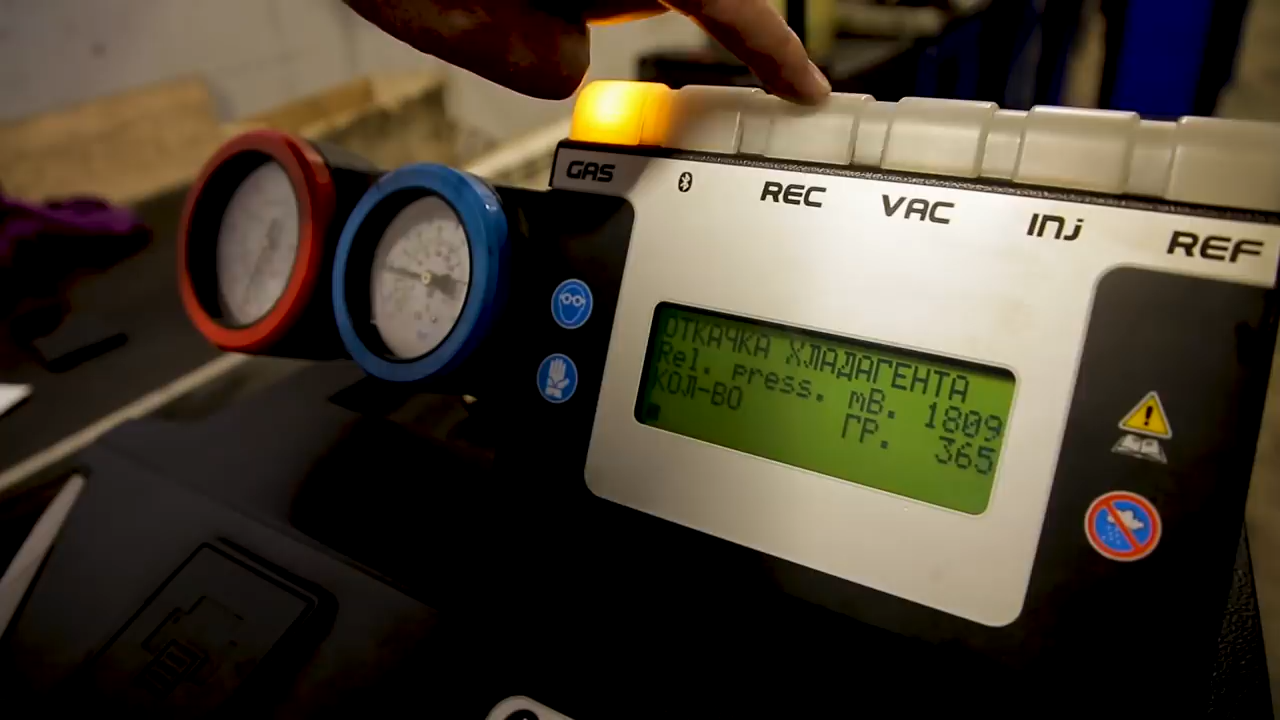 GAS
REC
VAC
INJ
REF
ОТКАЧКА ХЛАДАГЕНТА
Rel. press. mB. 1809
КОЛ-ВО ГР. 365